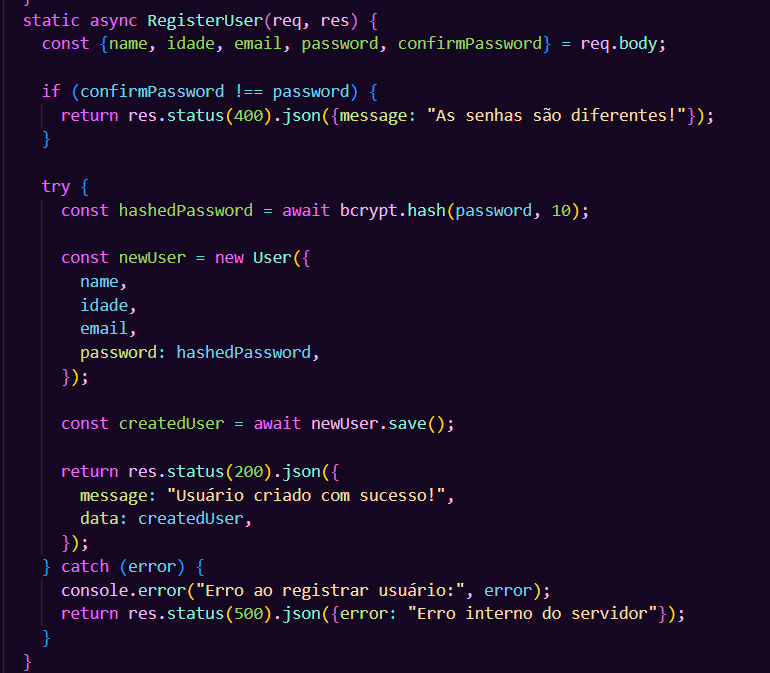 }
static async RegisterUser(req, res) {
const {name, idade, email, password, confirmPassword} = req.body;
if (confirmPassword !== password) {
return res.status(400).json({message: "As senhas são diferentes!"});
}
try {
const hashedPassword = await bcrypt.hash(password, 10);
const newUser = new User({
name,
idade,
email,
password: hashedPassword,
});
const createdUser = await newUser.save();
return res.status(200).json({
message: "Usuário criado com sucesso!",
data: createdUser,
});
} catch (error) {
console.error("Erro ao registrar usuário:", error);
return res.status(500).json({error: "Erro interno do servidor"});
}
}